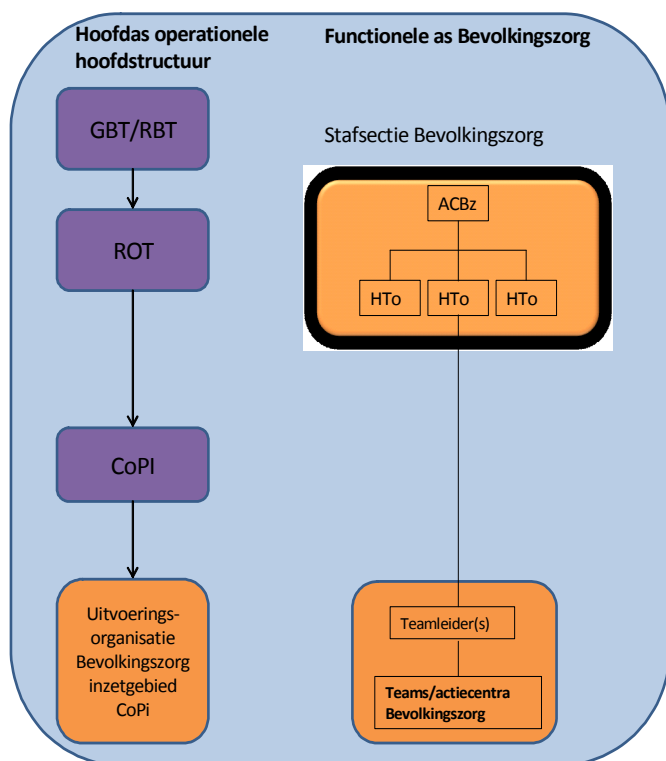 Hoofdas operationele
hoofdstructuur
GBT/RBT
ROT
CoPI
Uitvoerings-
organisatie
Bevolkingszorg
inzetgebied
CoPi
Functionele as Bevolkingszorg
Stafsectie Bevolkingszorg
ACBz
HTo HTo HTo
Teamleider(s)
Teams/actiecentra
Bevolkingszorg